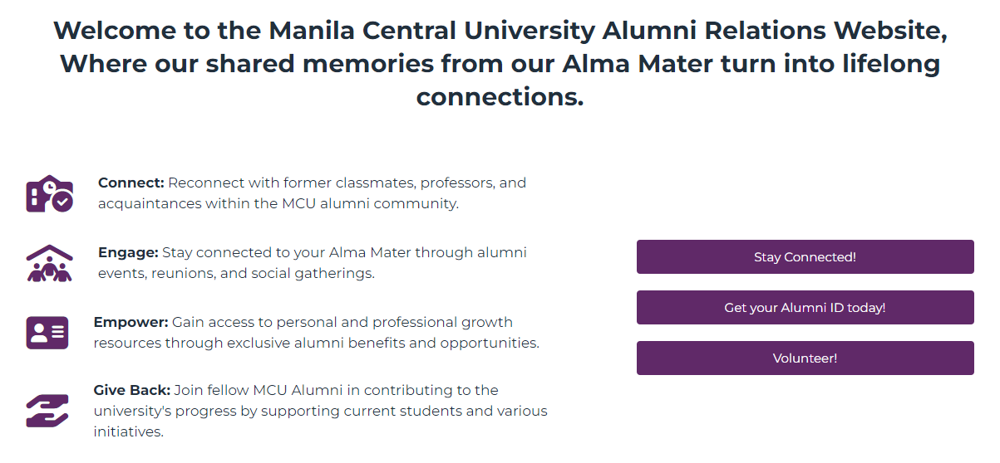 Welcome to the Manila Central University Alumni Relations Website,
Where our shared memories from our Alma Mater turn into lifelong
connections.
Connect: Reconnect with former classmates, professors, and
acquaintances within the MCU alumni community.
Engage: Stay connected to your Alma Mater through alumni
events, reunions, and social gatherings.
Empower: Gain access to personal and professional growth
resources through exclusive alumni benefits and opportunities.
Give Back: Join fellow MCU Alumni in contributing to the
university's progress by supporting current students and various
initiatives.
Stay Connected!
Get your Alumni ID today!
Volunteer!